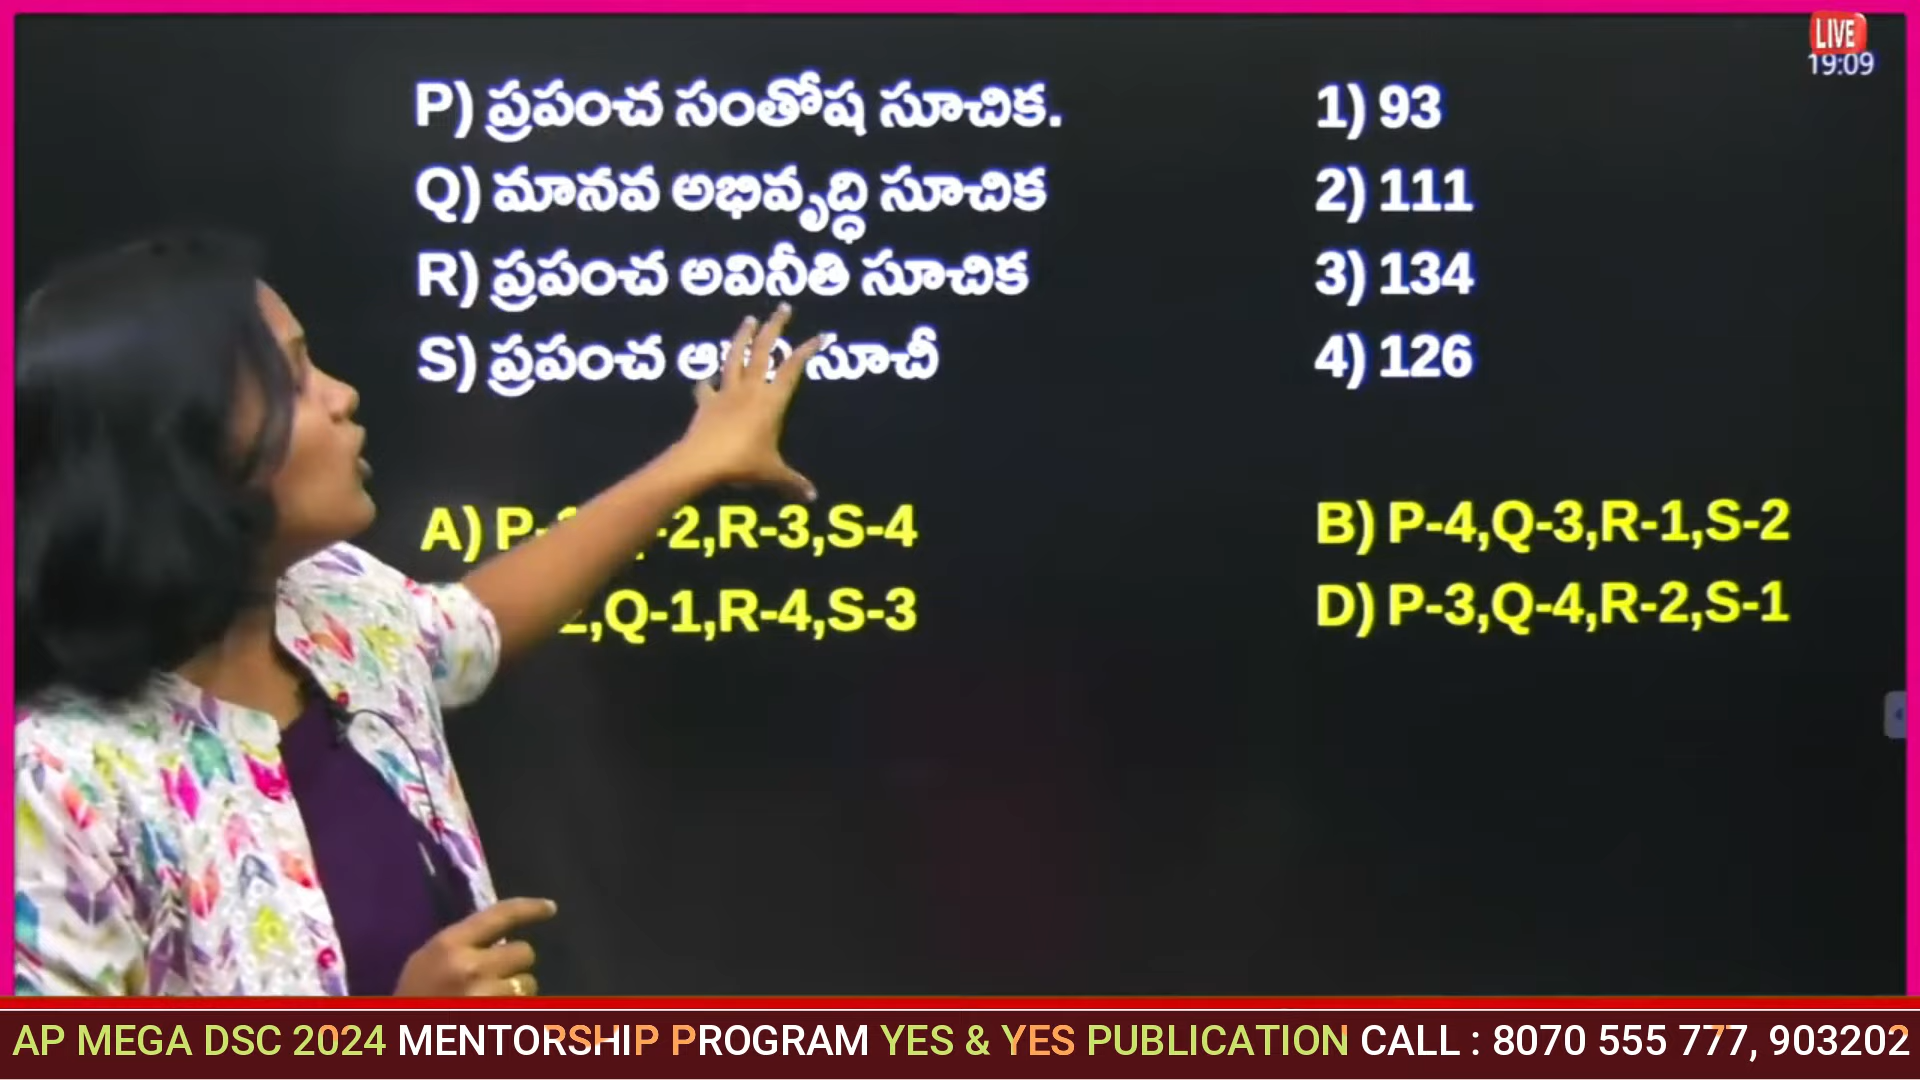 LIVE
19:09
P) ప్రపంచ సంతోష సూచిక. 1) 93
Q) మానవ అభివృద్ధి సూచిక 2) 111
R) ప్రపంచ అవినీతి సూచిక 3) 134
S) ప్రపంచ సూచీ 4) 126
A) P- -2,R-3,S-4 B) P-4,Q-3,R-1,S-2
,Q-1,R-4,S-3 D) P-3,Q-4,R-2,S-1
AP MEGA DSC 2024 MENTORSHIP PROGRAM YES & YES PUBLICATION CALL : 8070 555 777, 903202